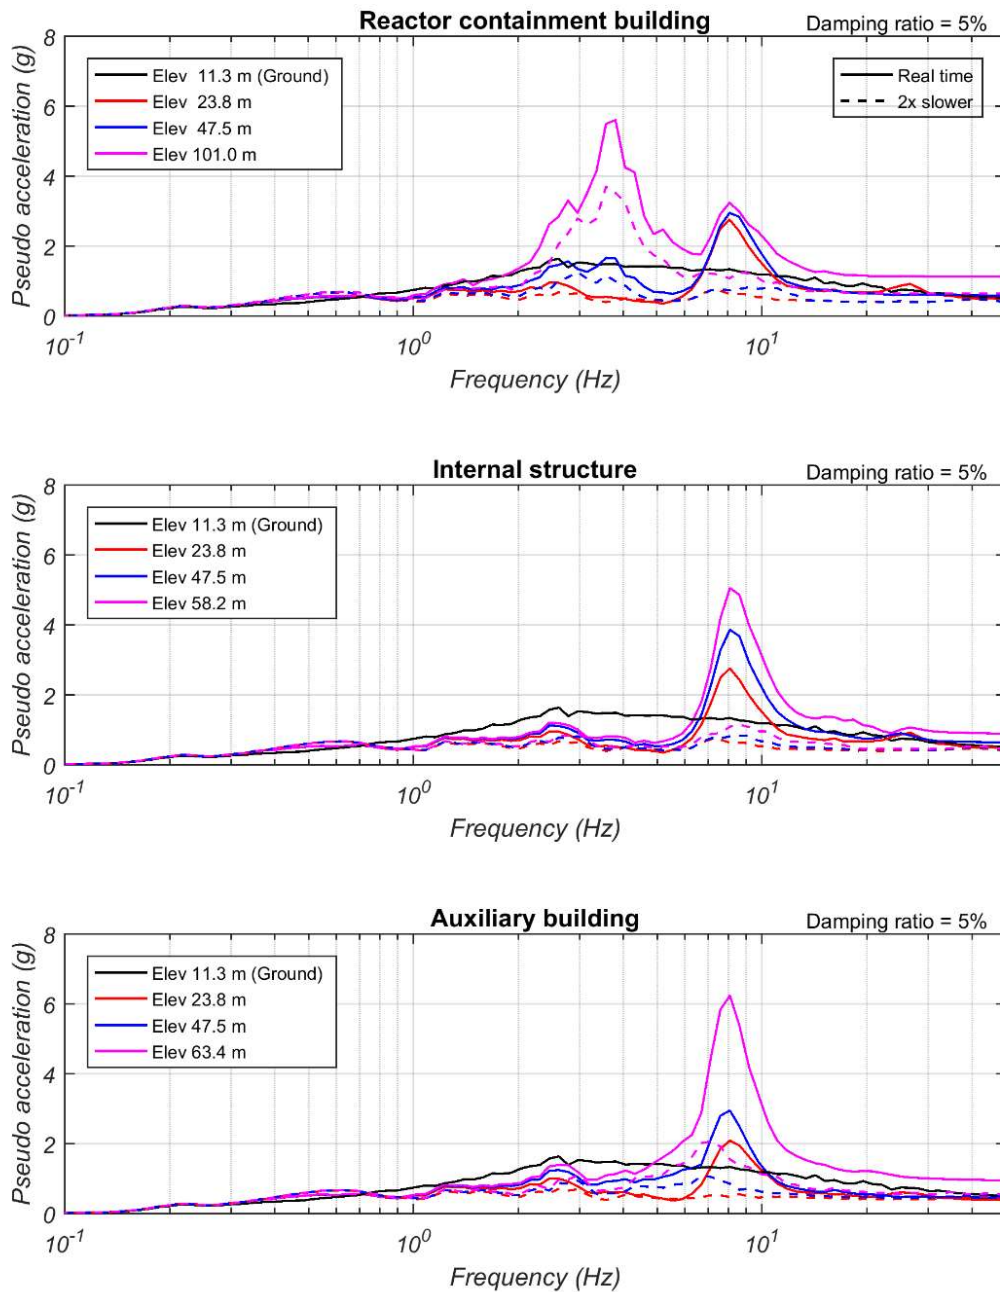 Reactor containment building
Damping ratio = 5%
Pseudo acceleration (g)
8
6
4
2
0
Elev 11.3 m (Ground)
Elev 23.8 m
Elev 47.5 m
Elev 101.0 m
Real time
2x slower
10^-1
10^0
10^1
Frequency (Hz)
Internal structure
Damping ratio = 5%
Pseudo acceleration (g)
8
6
4
2
0
Elev 11.3 m (Ground)
Elev 23.8 m
Elev 47.5 m
Elev 58.2 m
10^-1
10^0
10^1
Frequency (Hz)
Auxiliary building
Damping ratio = 5%
Pseudo acceleration (g)
8
6
4
2
0
Elev 11.3 m (Ground)
Elev 23.8 m
Elev 47.5 m
Elev 63.4 m
10^-1
10^0
10^1
Frequency (Hz)